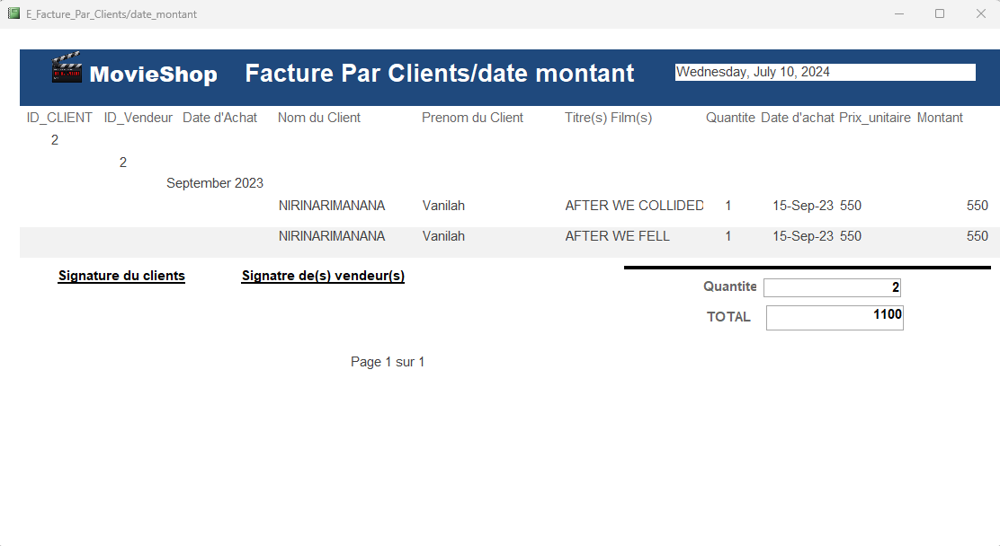 E_Facture_Par_Clients/date_montant
MovieShop Facture Par Clients/date montant Wednesday, July 10, 2024
ID_CLIENT ID_Vendeur Date d'Achat Nom du Client Prenom du Client Titre(s) Film(s) Quantite Date d'achat Prix_unitaire Montant
2
2
September 2023
NIRINARIMANANA Vanilah AFTER WE COLLIDED 1 15-Sep-23 550 550
NIRINARIMANANA Vanilah AFTER WE FELL 1 15-Sep-23 550 550
Signature du clients Signatre de(s) vendeur(s)
Quantite 2
TOTAL 1100
Page 1 sur 1